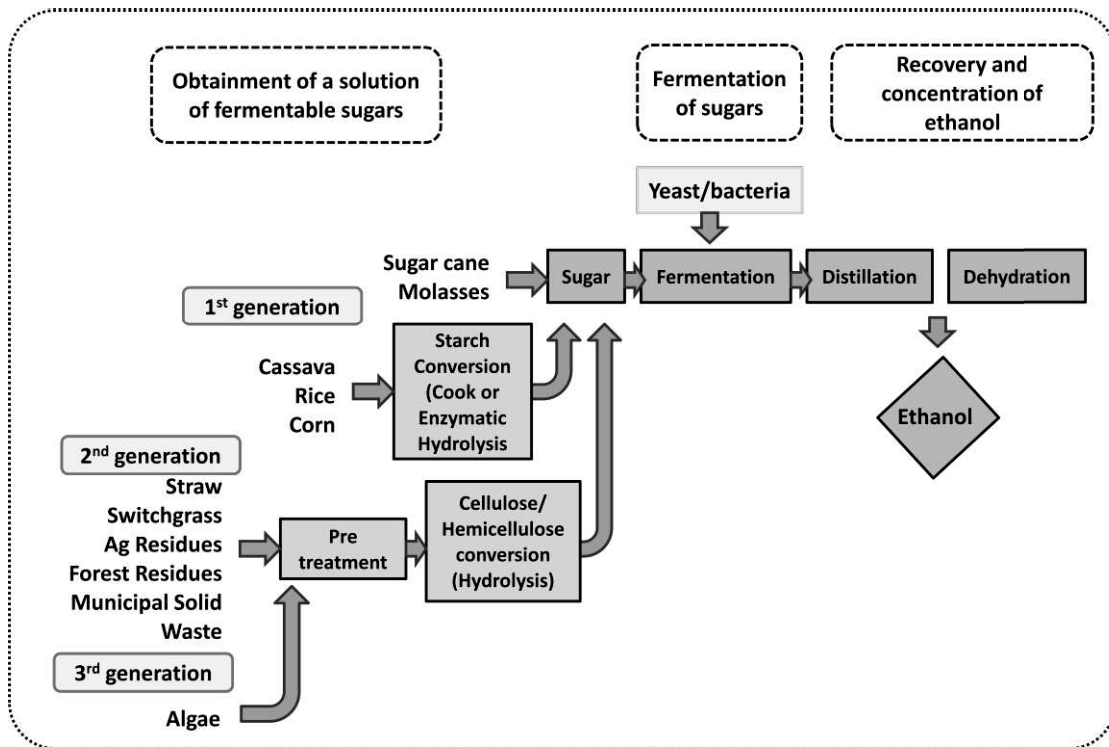 Obtainment of a solution
of fermentable sugars
Fermentation
of sugars
Recovery and
concentration of
ethanol
Yeast/bacteria
Sugar cane
Molasses
Sugar
Fermentation
Distillation
Dehydration
1st generation
Cassava
Rice
Corn
Starch
Conversion
(Cook or
Enzymatic
Hydrolysis
Ethanol
2nd generation
Straw
Switchgrass
Ag Residues
Forest Residues
Municipal Solid
Waste
Pre
treatment
Cellulose/
Hemicellulose
conversion
(Hydrolysis)
3rd generation
Algae